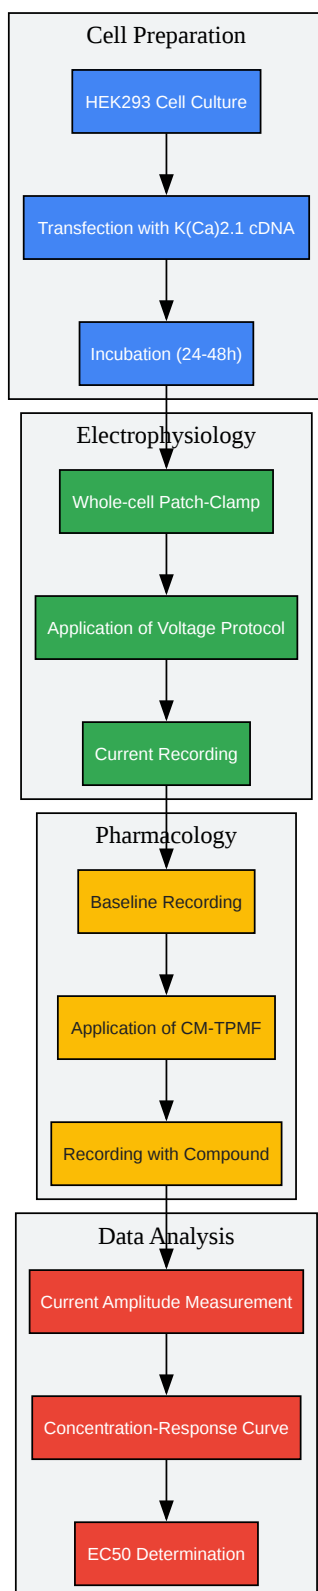 Cell Preparation
HEK293 Cell Culture
Transfection with K(Ca)2.1 cDNA
Incubation (24-48h)
Electrophysiology
Whole-cell Patch-Clamp
Application of Voltage Protocol
Current Recording
Pharmacology
Baseline Recording
Application of CM-TPMF
Recording with Compound
Data Analysis
Current Amplitude Measurement
Concentration-Response Curve
EC50 Determination